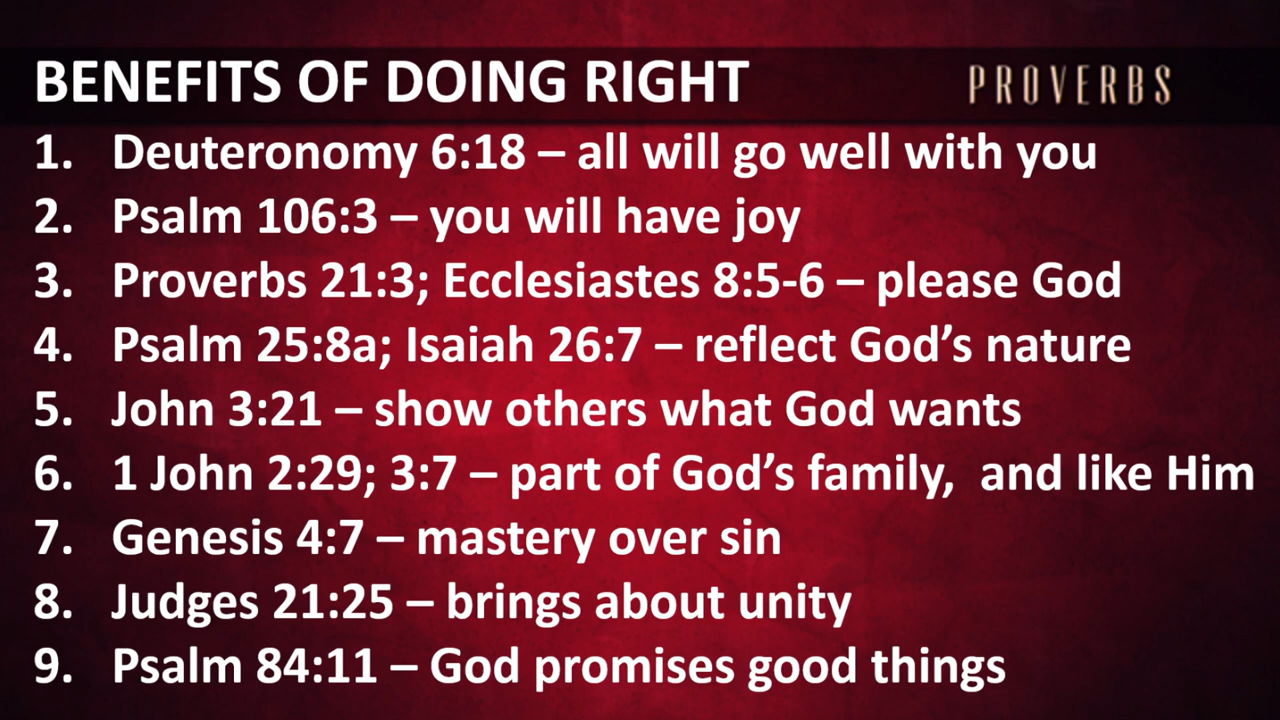 BENEFITS OF DOING RIGHT PROVERBS
1. Deuteronomy 6:18 – all will go well with you
2. Psalm 106:3 – you will have joy
3. Proverbs 21:3; Ecclesiastes 8:5-6 – please God
4. Psalm 25:8a; Isaiah 26:7 – reflect God’s nature
5. John 3:21 – show others what God wants
6. 1 John 2:29; 3:7 – part of God’s family,  and like Him
7. Genesis 4:7 – mastery over sin
8. Judges 21:25 – brings about unity
9. Psalm 84:11 – God promises good things